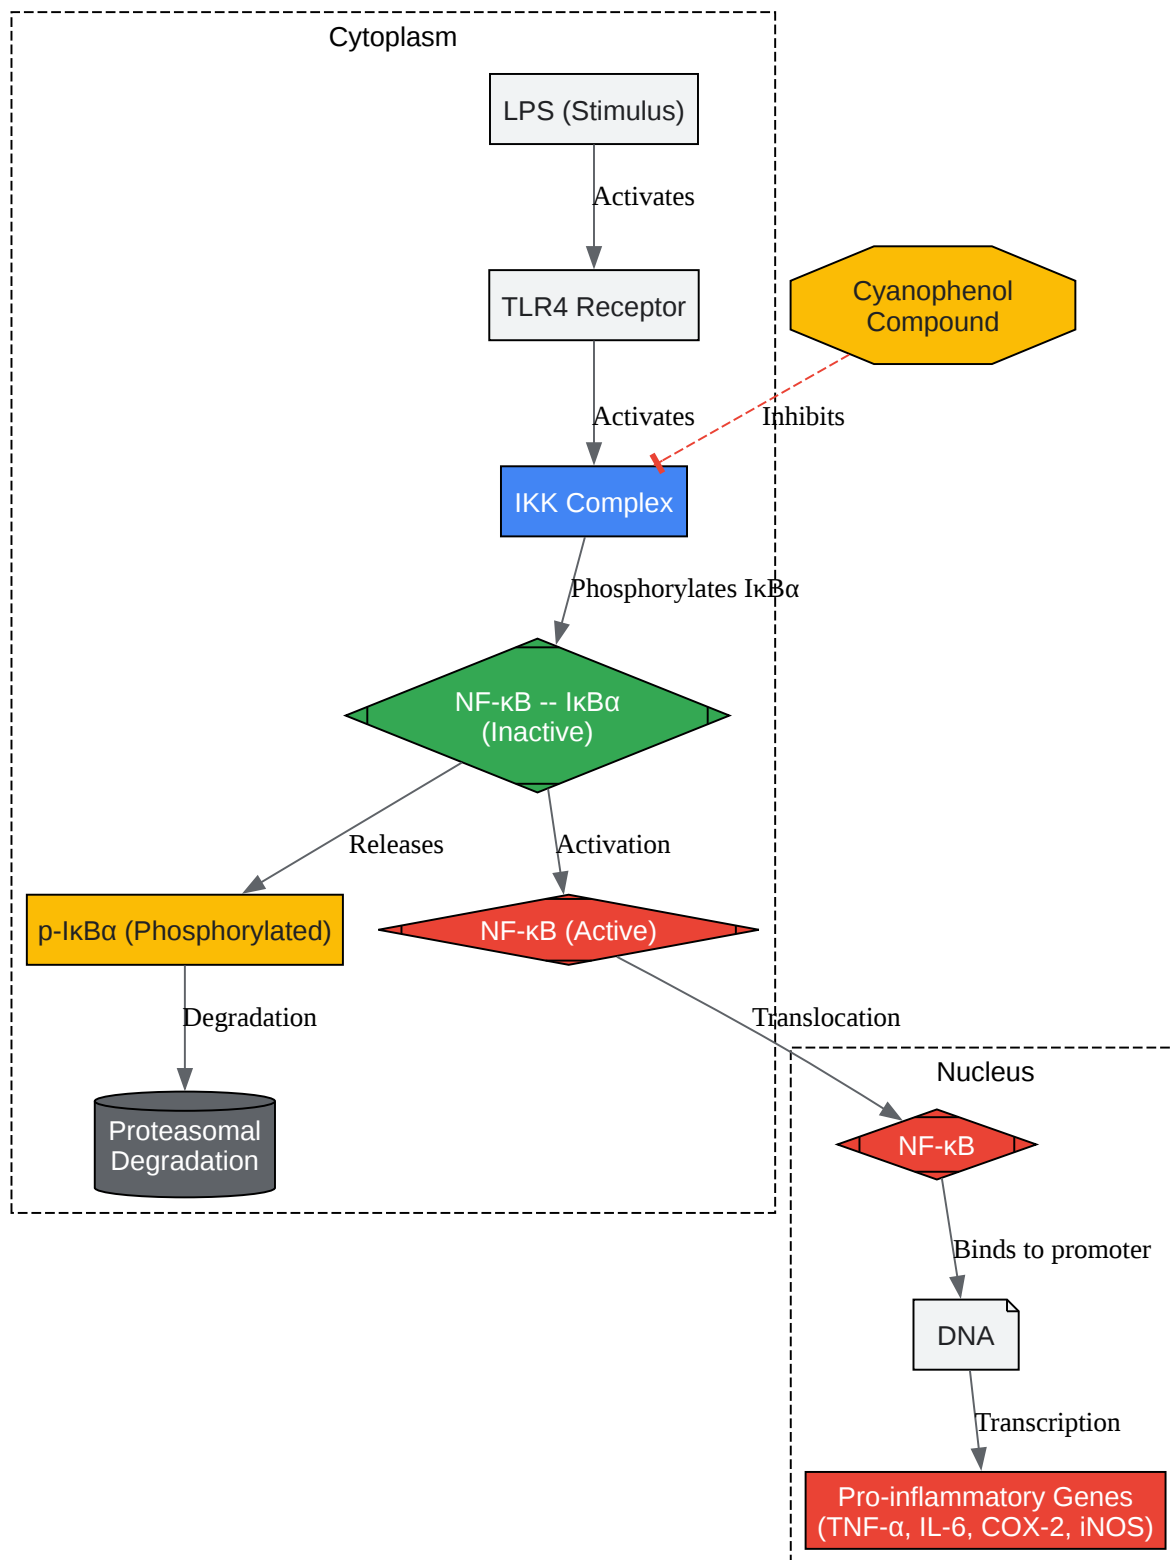 Cytoplasm
LPS (Stimulus)
Activates
TLR4 Receptor
Cyanophenol
Compound
Activates
Inhibits
IKK Complex
Phosphorylates IκBα
NF-κB -- IκBα
(Inactive)
Releases
Activation
p-IκBα (Phosphorylated)
NF-κB (Active)
Degradation
Translocation
Proteasomal
Degradation
Nucleus
NF-κB
Binds to promoter
DNA
Transcription
Pro-inflammatory Genes
(TNF-α, IL-6, COX-2, iNOS)